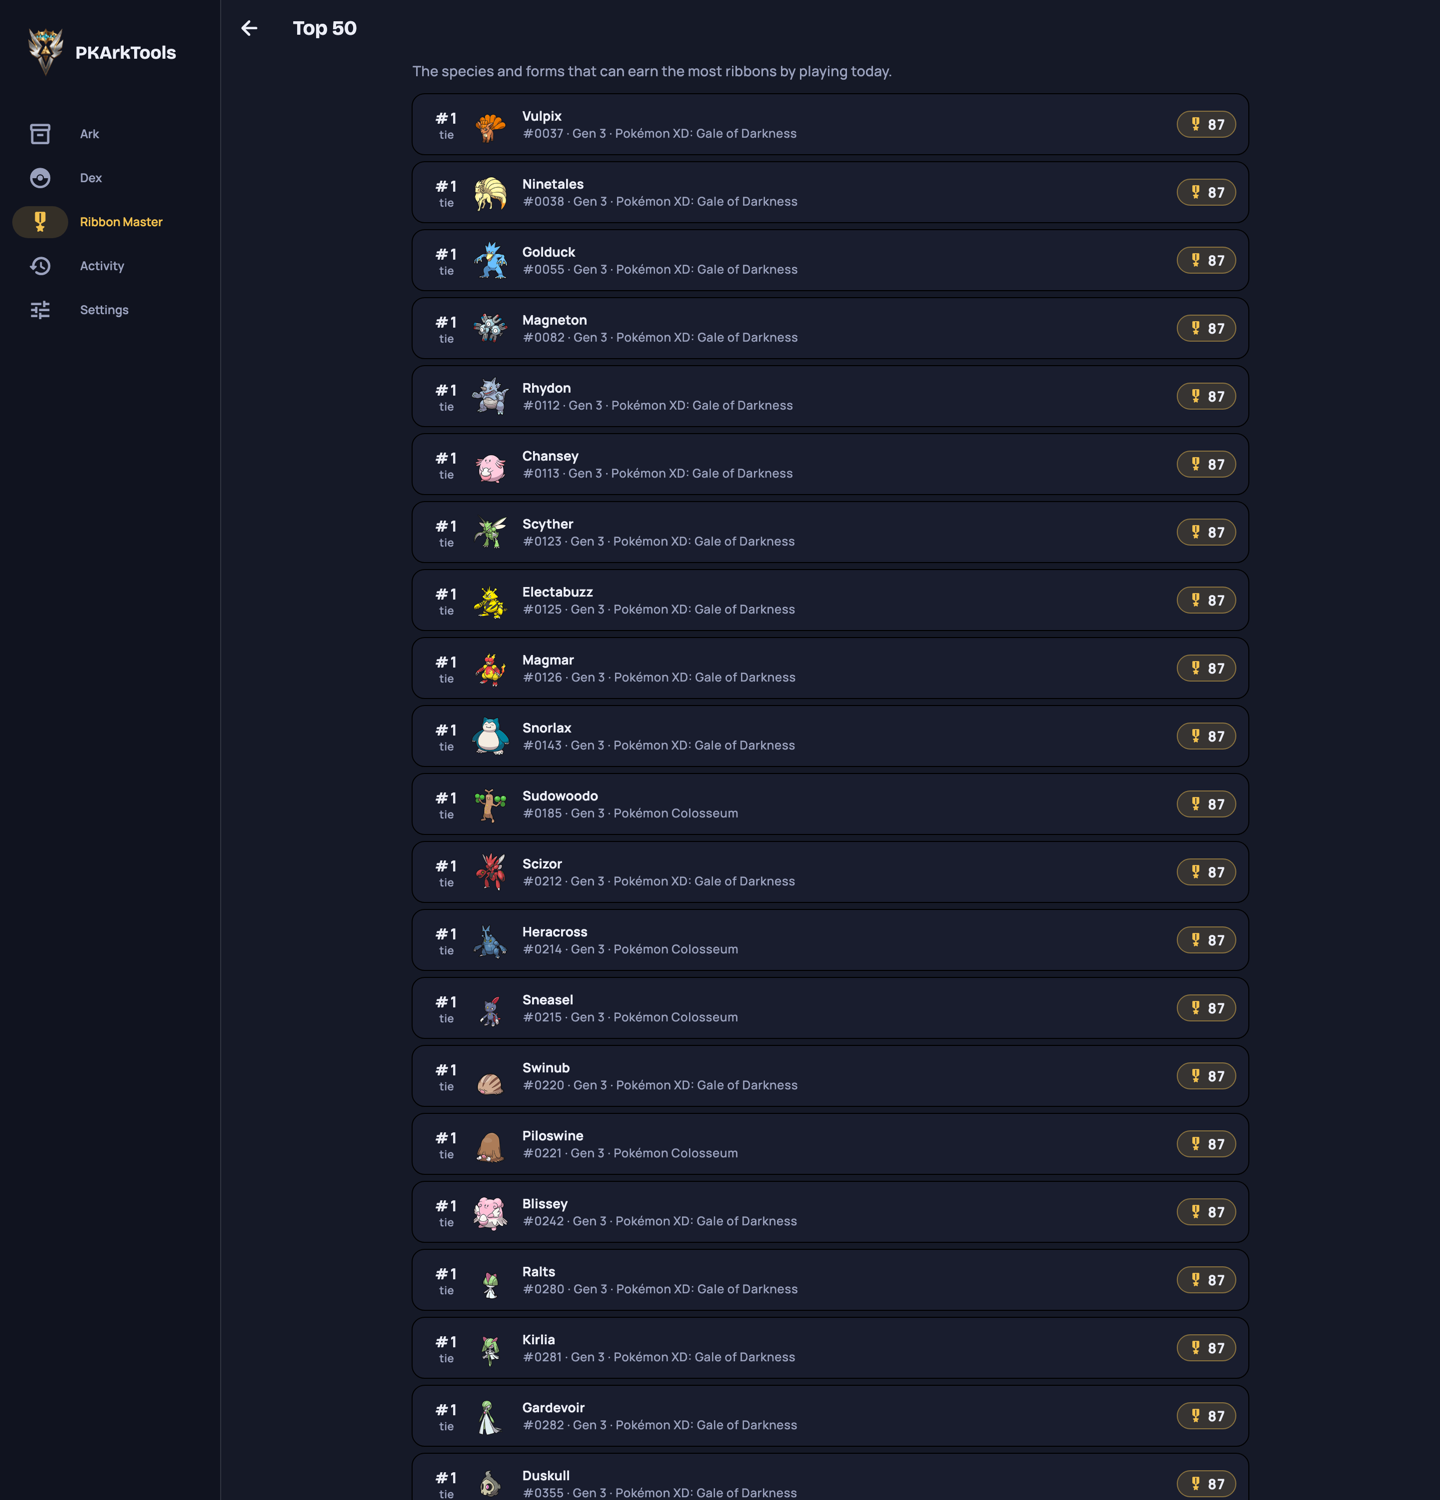 PKArkTools
Ark
Dex
Ribbon Master
Activity
Settings
Top 50
The species and forms that can earn the most ribbons by playing today.
#1 tie
Vulpix
#0037 · Gen 3 · Pokémon XD: Gale of Darkness
87
#1 tie
Ninetales
#0038 · Gen 3 · Pokémon XD: Gale of Darkness
87
#1 tie
Golduck
#0055 · Gen 3 · Pokémon XD: Gale of Darkness
87
#1 tie
Magneton
#0082 · Gen 3 · Pokémon XD: Gale of Darkness
87
#1 tie
Rhydon
#0112 · Gen 3 · Pokémon XD: Gale of Darkness
87
#1 tie
Chansey
#0113 · Gen 3 · Pokémon XD: Gale of Darkness
87
#1 tie
Scyther
#0123 · Gen 3 · Pokémon XD: Gale of Darkness
87
#1 tie
Electabuzz
#0125 · Gen 3 · Pokémon XD: Gale of Darkness
87
#1 tie
Magmar
#0126 · Gen 3 · Pokémon XD: Gale of Darkness
87
#1 tie
Snorlax
#0143 · Gen 3 · Pokémon XD: Gale of Darkness
87
#1 tie
Sudowoodo
#0185 · Gen 3 · Pokémon Colosseum
87
#1 tie
Scizor
#0212 · Gen 3 · Pokémon XD: Gale of Darkness
87
#1 tie
Heracross
#0214 · Gen 3 · Pokémon Colosseum
87
#1 tie
Sneasel
#0215 · Gen 3 · Pokémon Colosseum
87
#1 tie
Swinub
#0220 · Gen 3 · Pokémon XD: Gale of Darkness
87
#1 tie
Piloswine
#0221 · Gen 3 · Pokémon Colosseum
87
#1 tie
Blissey
#0242 · Gen 3 · Pokémon XD: Gale of Darkness
87
#1 tie
Ralts
#0280 · Gen 3 · Pokémon XD: Gale of Darkness
87
#1 tie
Kirlia
#0281 · Gen 3 · Pokémon XD: Gale of Darkness
87
#1 tie
Gardevoir
#0282 · Gen 3 · Pokémon XD: Gale of Darkness
87
#1 tie
Duskull
#0355 · Gen 3 · Pokémon XD: Gale of Darkness
87